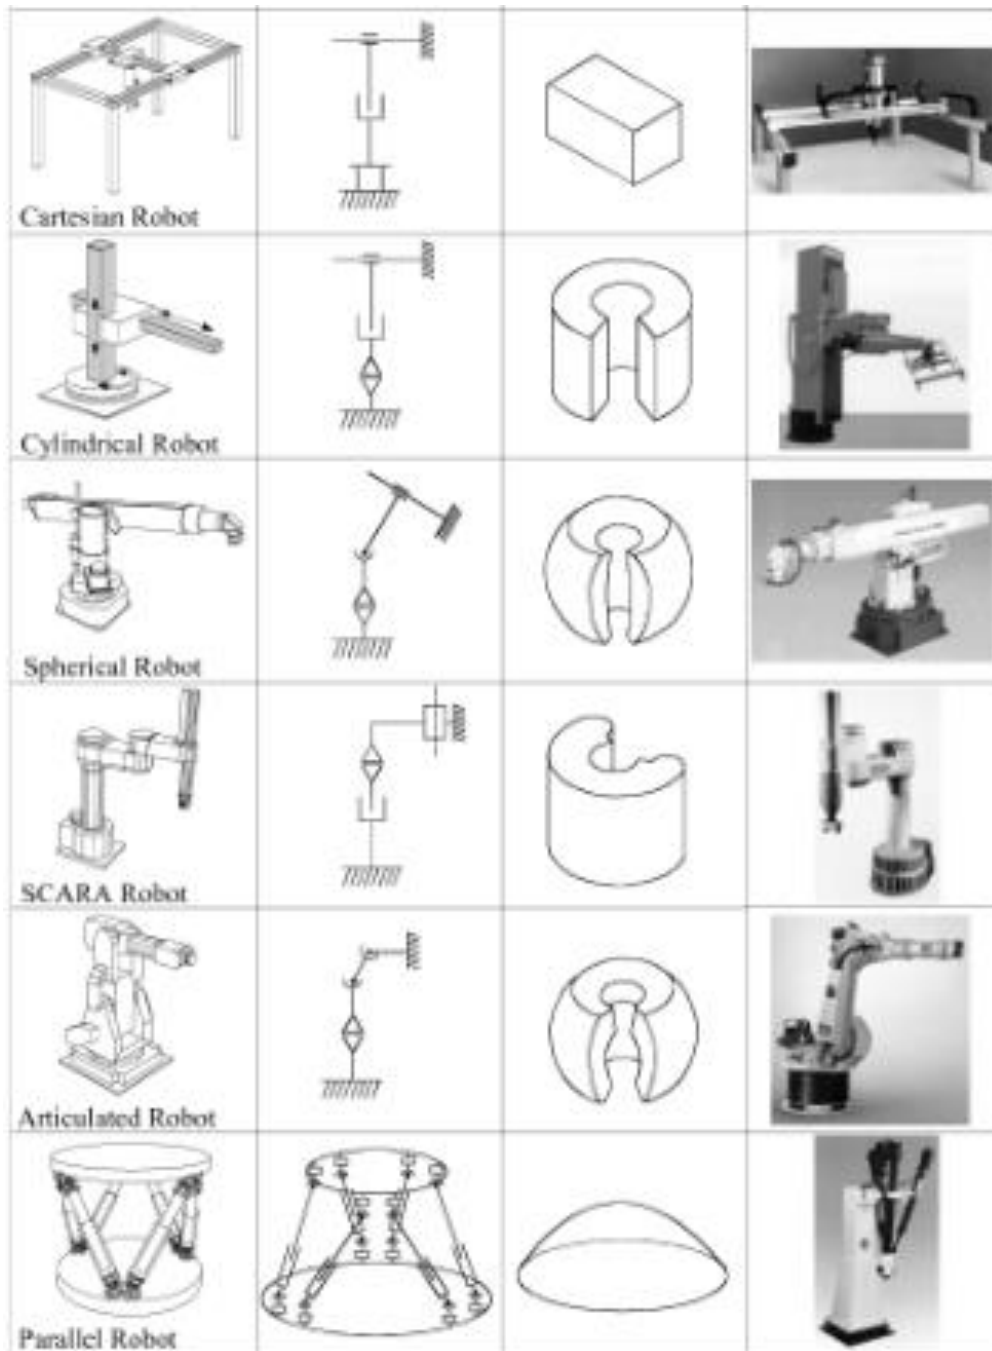 Cartesian Robot
Cylindrical Robot
Spherical Robot
SCARA Robot
Articulated Robot
Parallel Robot